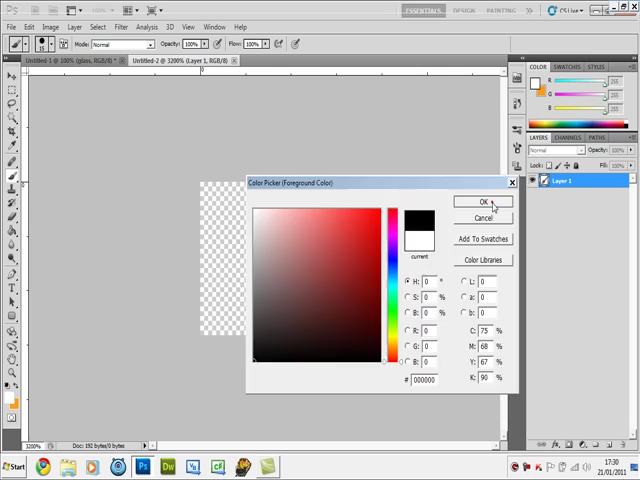 Ps
CS Live
ESSENTIALS
DESIGN
PAINTING
File Edit Image Layer Select Filter Analysis 3D View Window Help
Mode: Normal Opacity: 100% Flow: 100%
Untitled-1 @ 100% (glass, RGB/8) *
Untitled-2 @ 3200% (Layer 1, RGB/8)
COLOR SWATCHES STYLES
R 255
G 255
B 255
LAYERS CHANNELS PATHS
Normal Opacity: 100%
Lock: Fill: 100%
Layer 1
Color Picker (Foreground Color)
OK
Cancel
Add To Swatches
Color Libraries
current
H: 0 °
S: 0 %
B: 0 %
R: 0
G: 0
B: 0
# 000000
L: 0
a: 0
b: 0
C: 75 %
M: 68 %
Y: 67 %
K: 90 %
3200% Doc: 192 bytes/0 bytes
Start
Ps
Dw
17:30
21/01/2011